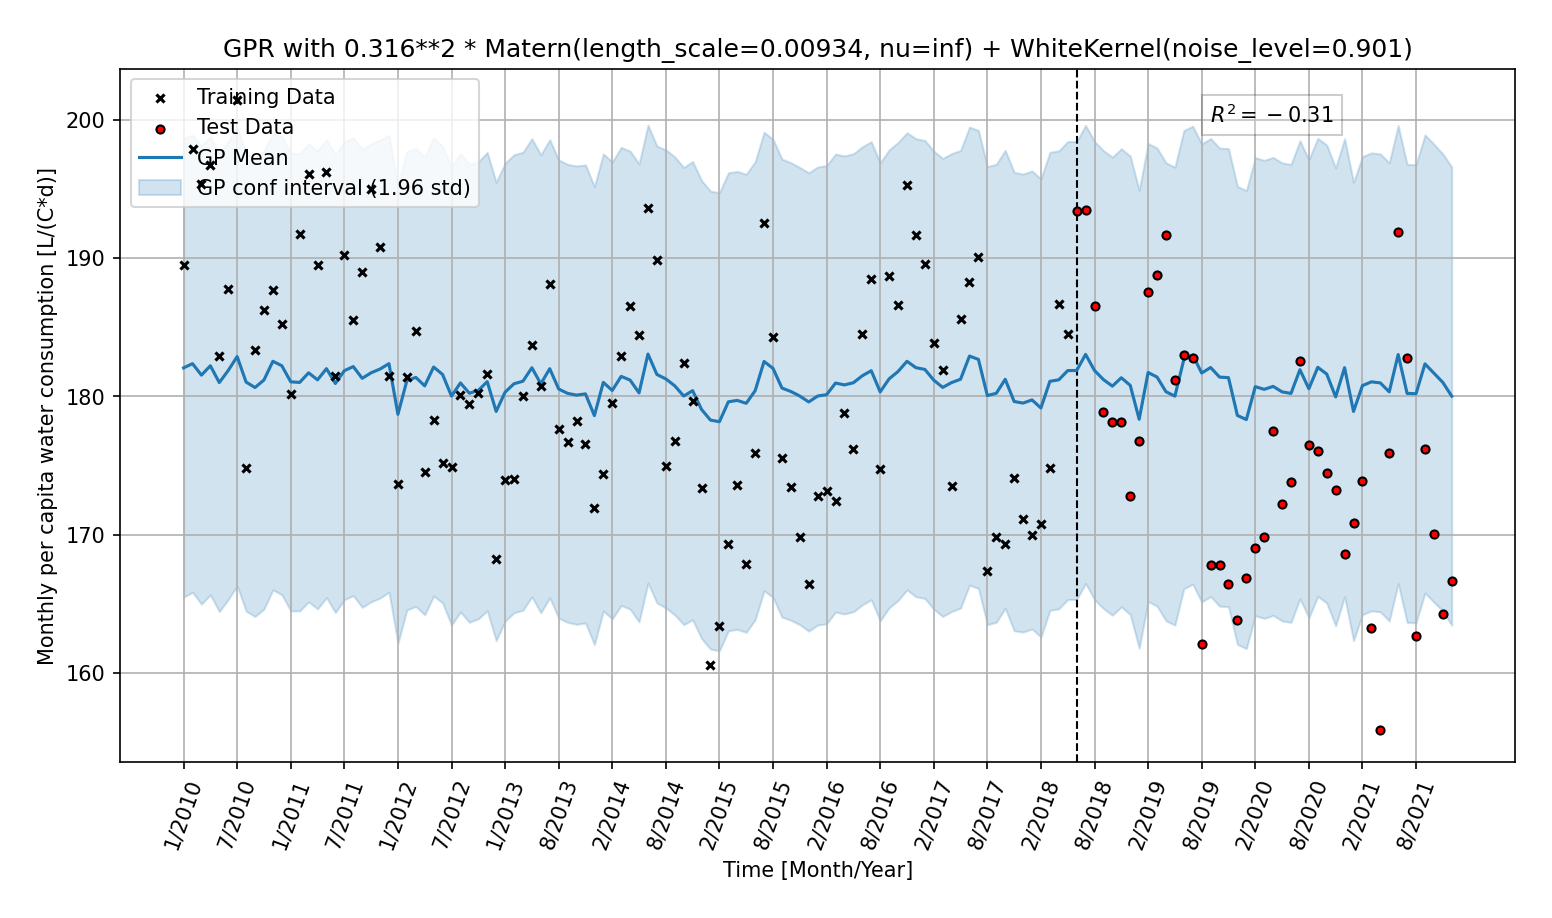 GPR with 0.316**2 * Matern(length_scale=0.00934, nu=inf) + WhiteKernel(noise_level=0.901)
Training Data
Test Data
GP Mean
GP conf interval (1.96 std)
R² = −0.31
Monthly per capita water consumption [L/(C*d)]
200
190
180
170
160
1/2010 7/2010 1/2011 7/2011 1/2012 7/2012 1/2013 8/2013 2/2014 8/2014 2/2015 8/2015 2/2016 8/2016 2/2017 8/2017 2/2018 8/2018 2/2019 8/2019 2/2020 8/2020 2/2021 8/2021
Time [Month/Year]